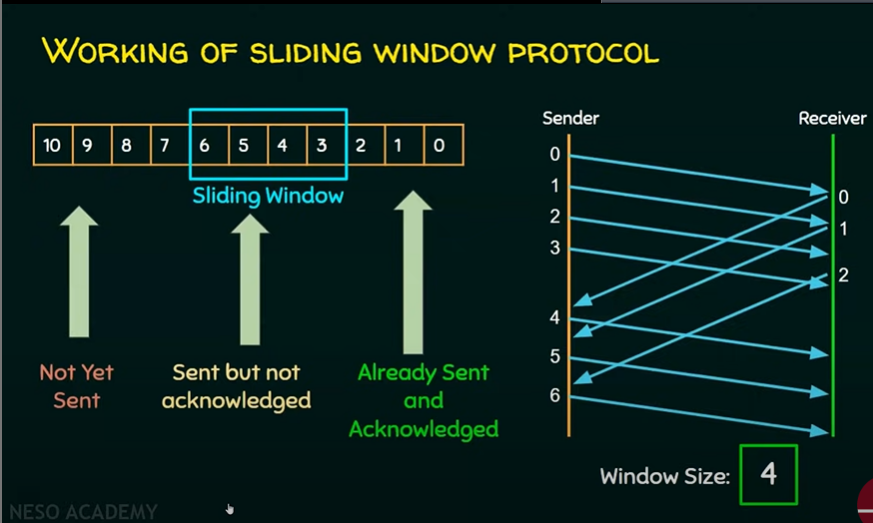 WORKING OF SLIDING WINDOW PROTOCOL
10 9 8 7 6 5 4 3 2 1 0
Sliding Window
Not Yet
Sent
Sent but not
acknowledged
Already Sent
and
Acknowledged
Sender
Receiver
0
1
2
3
4
5
6
0
1
2
Window Size: 4
NESO ACADEMY